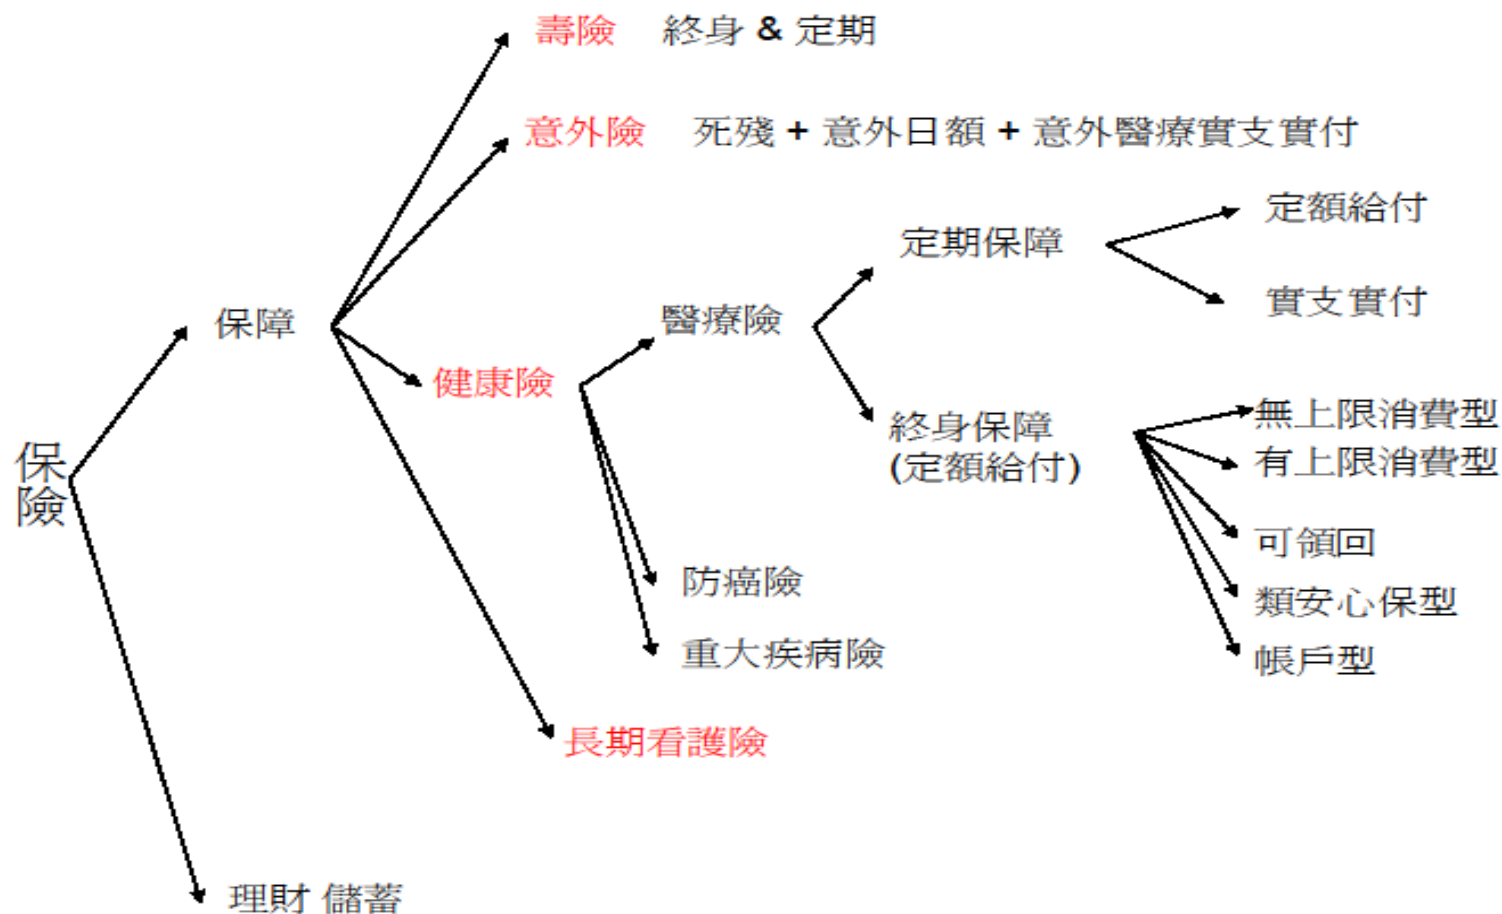 壽險 終身 & 定期
意外險 死殘 + 意外日額 + 意外醫療實支實付
定額給付
定期保障
實支實付
醫療險
保障
健康險
無上限消費型
終身保障
(定額給付)
有上限消費型
保
險
可領回
防癌險
類安心保型
重大疾病險
帳戶型
長期看護險
理財 儲蓄